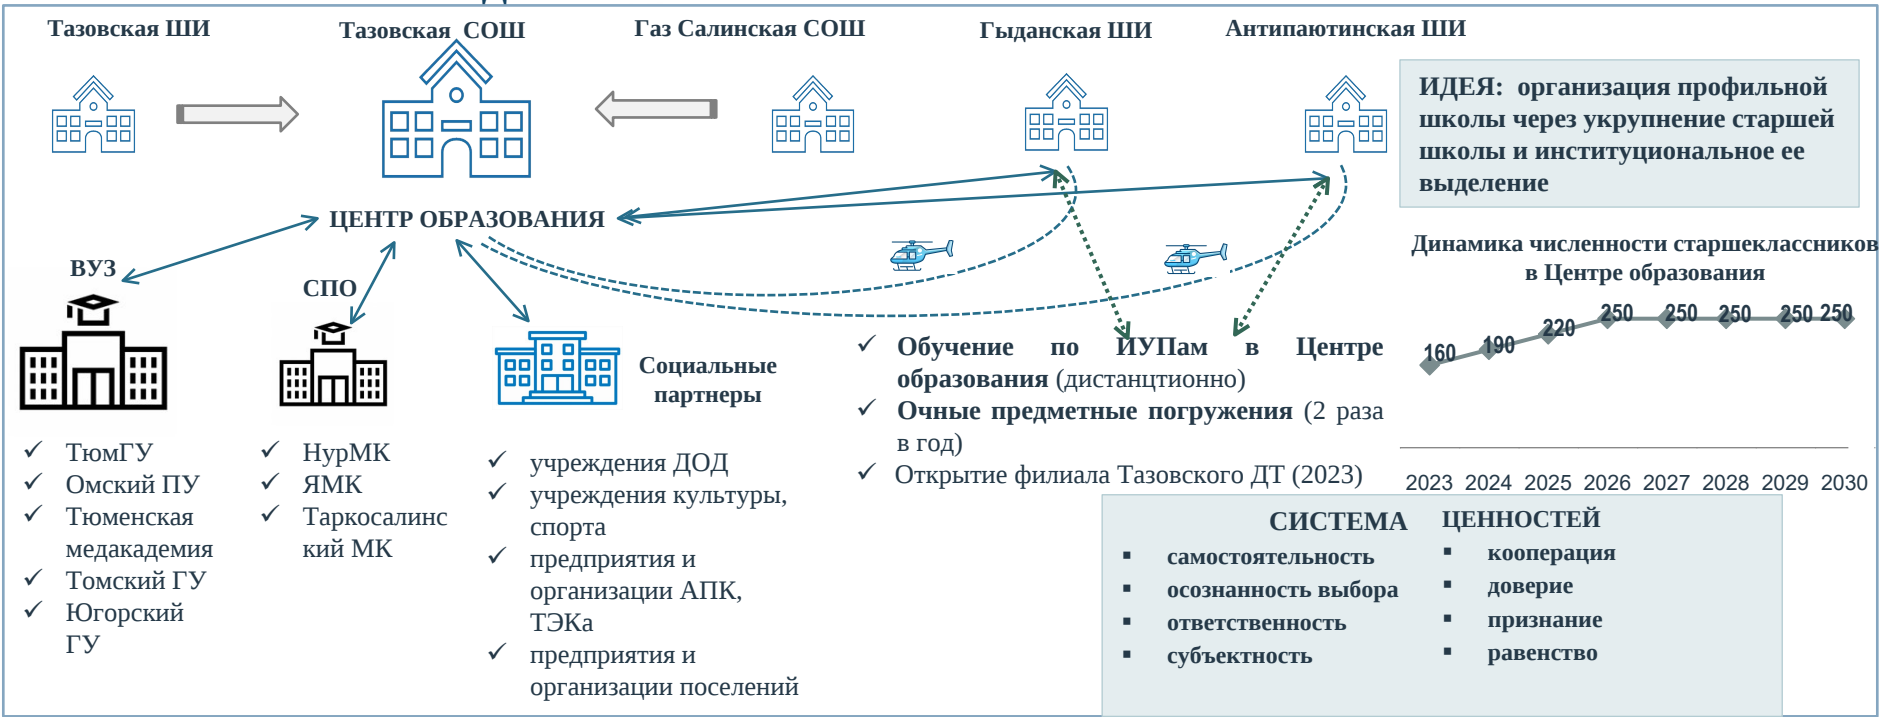 Тазовская ШИ
Тазовская СОШ
Газ Салинская СОШ
Гыданская ШИ
Антипаютинская ШИ
ИДЕЯ: организация профильной
школы через укрупнение старшей
школы и институциональное ее
выделение
ЦЕНТР ОБРАЗОВАНИЯ
Динамика численности старшеклассников
в Центре образования
160
190
220
250
250
250
250
250
2023 2024 2025 2026 2027 2028 2029 2030
ВУЗ
ТюмГУ
Омский ПУ
Тюменская
медакадемия
Томский ГУ
Югорский
ГУ
СПО
НурМК
ЯМК
Таркосалинс
кий МК
Социальные
партнеры
учреждения ДОД
учреждения культуры,
спорта
предприятия и
организации АПК,
ТЭКа
предприятия и
организации поселений
Обучение по ИУПам в Центре
образования (дистанцтионно)
Очные предметные погружения (2 раза
в год)
Открытие филиала Тазовского ДТ (2023)
СИСТЕМА ЦЕННОСТЕЙ
самостоятельность
осознанность выбора
ответственность
субъектность
кооперация
доверие
признание
равенство